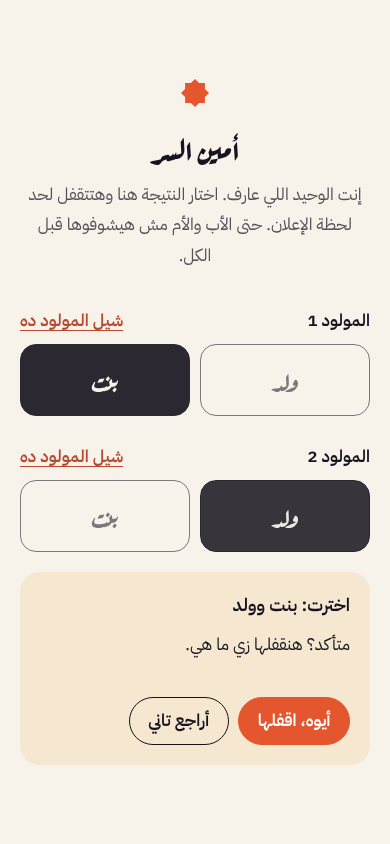 أمين السر
إنت الوحيد اللي عارف. اختار النتيجة هنا وهتتقفل لحد
لحظة الإعلان. حتى الأب والأم مش هيشوفوها قبل
الكل.
المولود 1
شيل المولود ده
ولد
بنت
المولود 2
شيل المولود ده
ولد
بنت
اخترت: بنت وولد
متأكد؟ هنقفلها زي ما هي.
أيوه، اقفلها
أراجع تاني